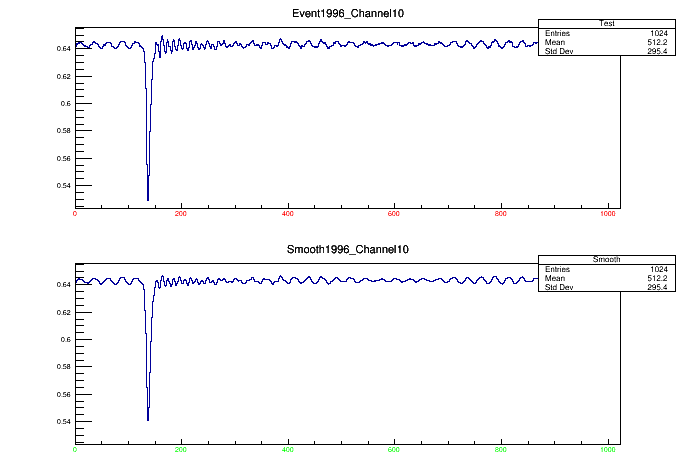 Event1996_Channel10
Test
Entries 1024
Mean 512.2
Std Dev 295.4
0.64
0.62
0.6
0.58
0.56
0.54
0 200 400 600 800 1000
Smooth1996_Channel10
Smooth
Entries 1024
Mean 512.2
Std Dev 295.4
0.64
0.62
0.6
0.58
0.56
0.54
0 200 400 600 800 1000